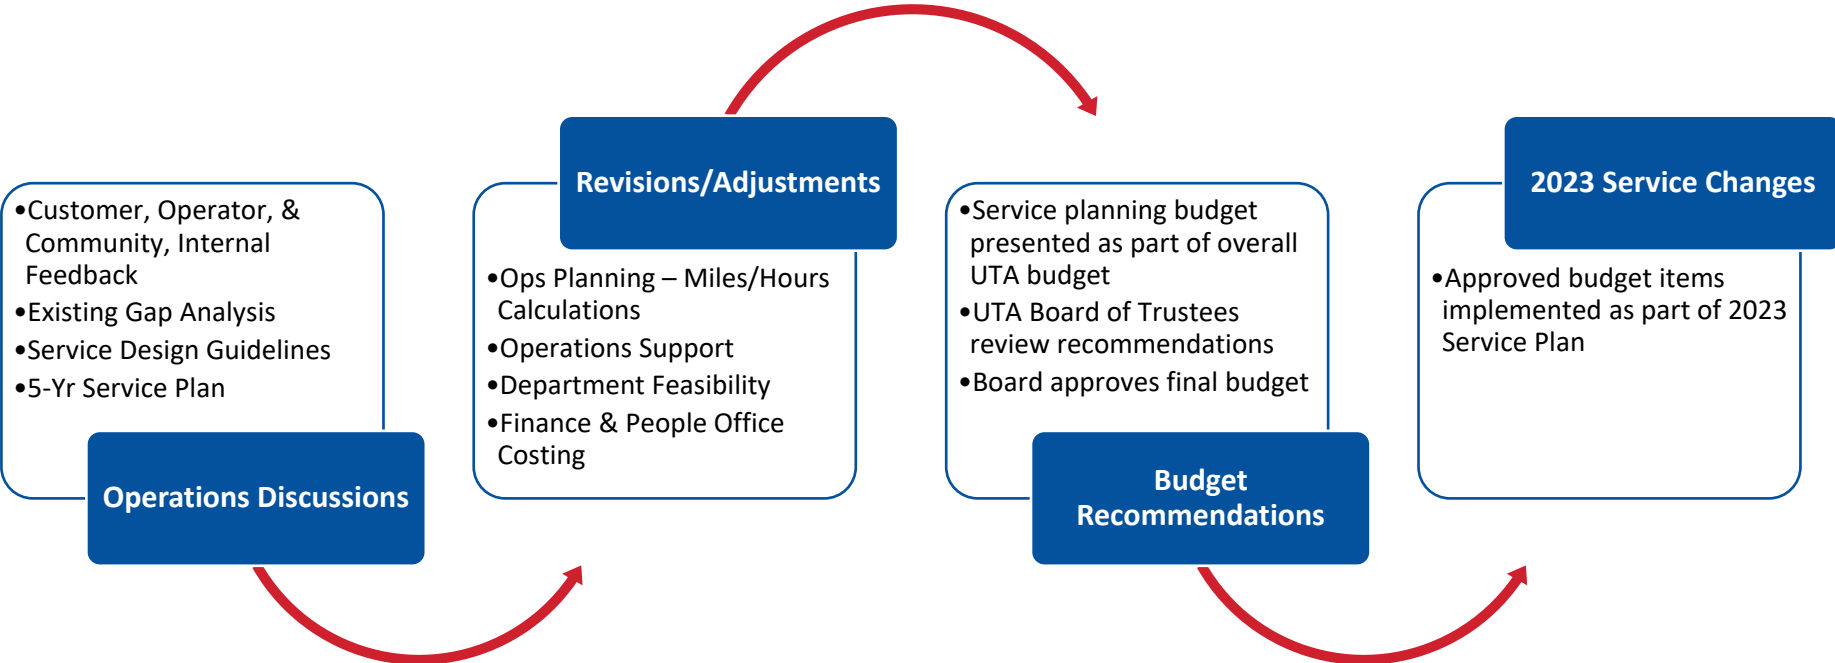 •Customer, Operator, &
Community, Internal
Feedback
•Existing Gap Analysis
•Service Design Guidelines
•5-Yr Service Plan
Operations Discussions
Revisions/Adjustments
•Ops Planning – Miles/Hours
Calculations
•Operations Support
•Department Feasibility
•Finance & People Office
Costing
•Service planning budget
presented as part of overall
UTA budget
•UTA Board of Trustees
review recommendations
•Board approves final budget
Budget
Recommendations
2023 Service Changes
•Approved budget items
implemented as part of 2023
Service Plan